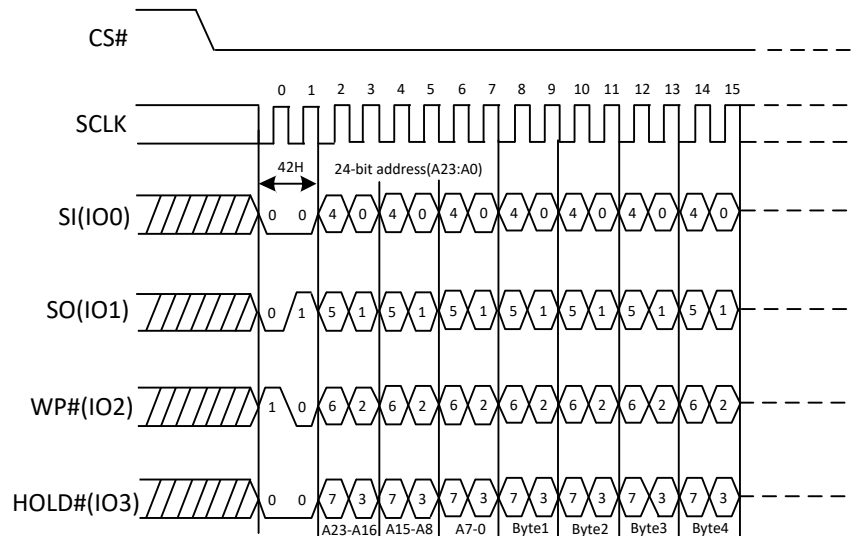 CS#
0 1 2 3 4 5 6 7 8 9 10 11 12 13 14 15
SCLK
42H 24-bit address(A23:A0)
SI(IO0) 0 0 4 0 4 0 4 0 4 0 4 0 4 0 4 0
SO(IO1) 0 1 5 1 5 1 5 1 5 1 5 1 5 1 5 1
WP#(IO2) 1 0 6 2 6 2 6 2 6 2 6 2 6 2 6 2
HOLD#(IO3) 0 0 7 3 7 3 7 3 7 3 7 3 7 3 7 3
A23-A16 A15-A8 A7-0 Byte1 Byte2 Byte3 Byte4